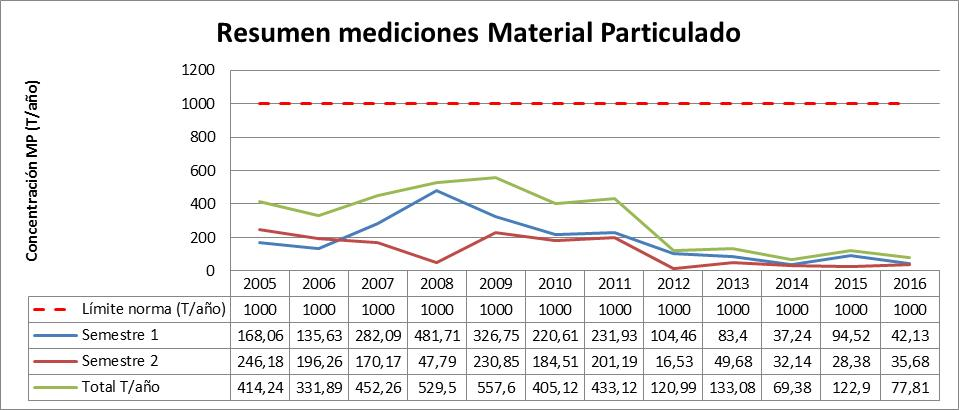 Resumen mediciones Material Particulado
Concentración MP (T/año)
1200
1000
800
600
400
200
0
2005 2006 2007 2008 2009 2010 2011 2012 2013 2014 2015 2016
Límite norma (T/año) 1000 1000 1000 1000 1000 1000 1000 1000 1000 1000 1000 1000
Semestre 1 168,06 135,63 282,09 481,71 326,75 220,61 231,93 104,46 83,4 37,24 94,52 42,13
Semestre 2 246,18 196,26 170,17 47,79 230,85 184,51 201,19 16,53 49,68 32,14 28,38 35,68
Total T/año 414,24 331,89 452,26 529,5 557,6 405,12 433,12 120,99 133,08 69,38 122,9 77,81